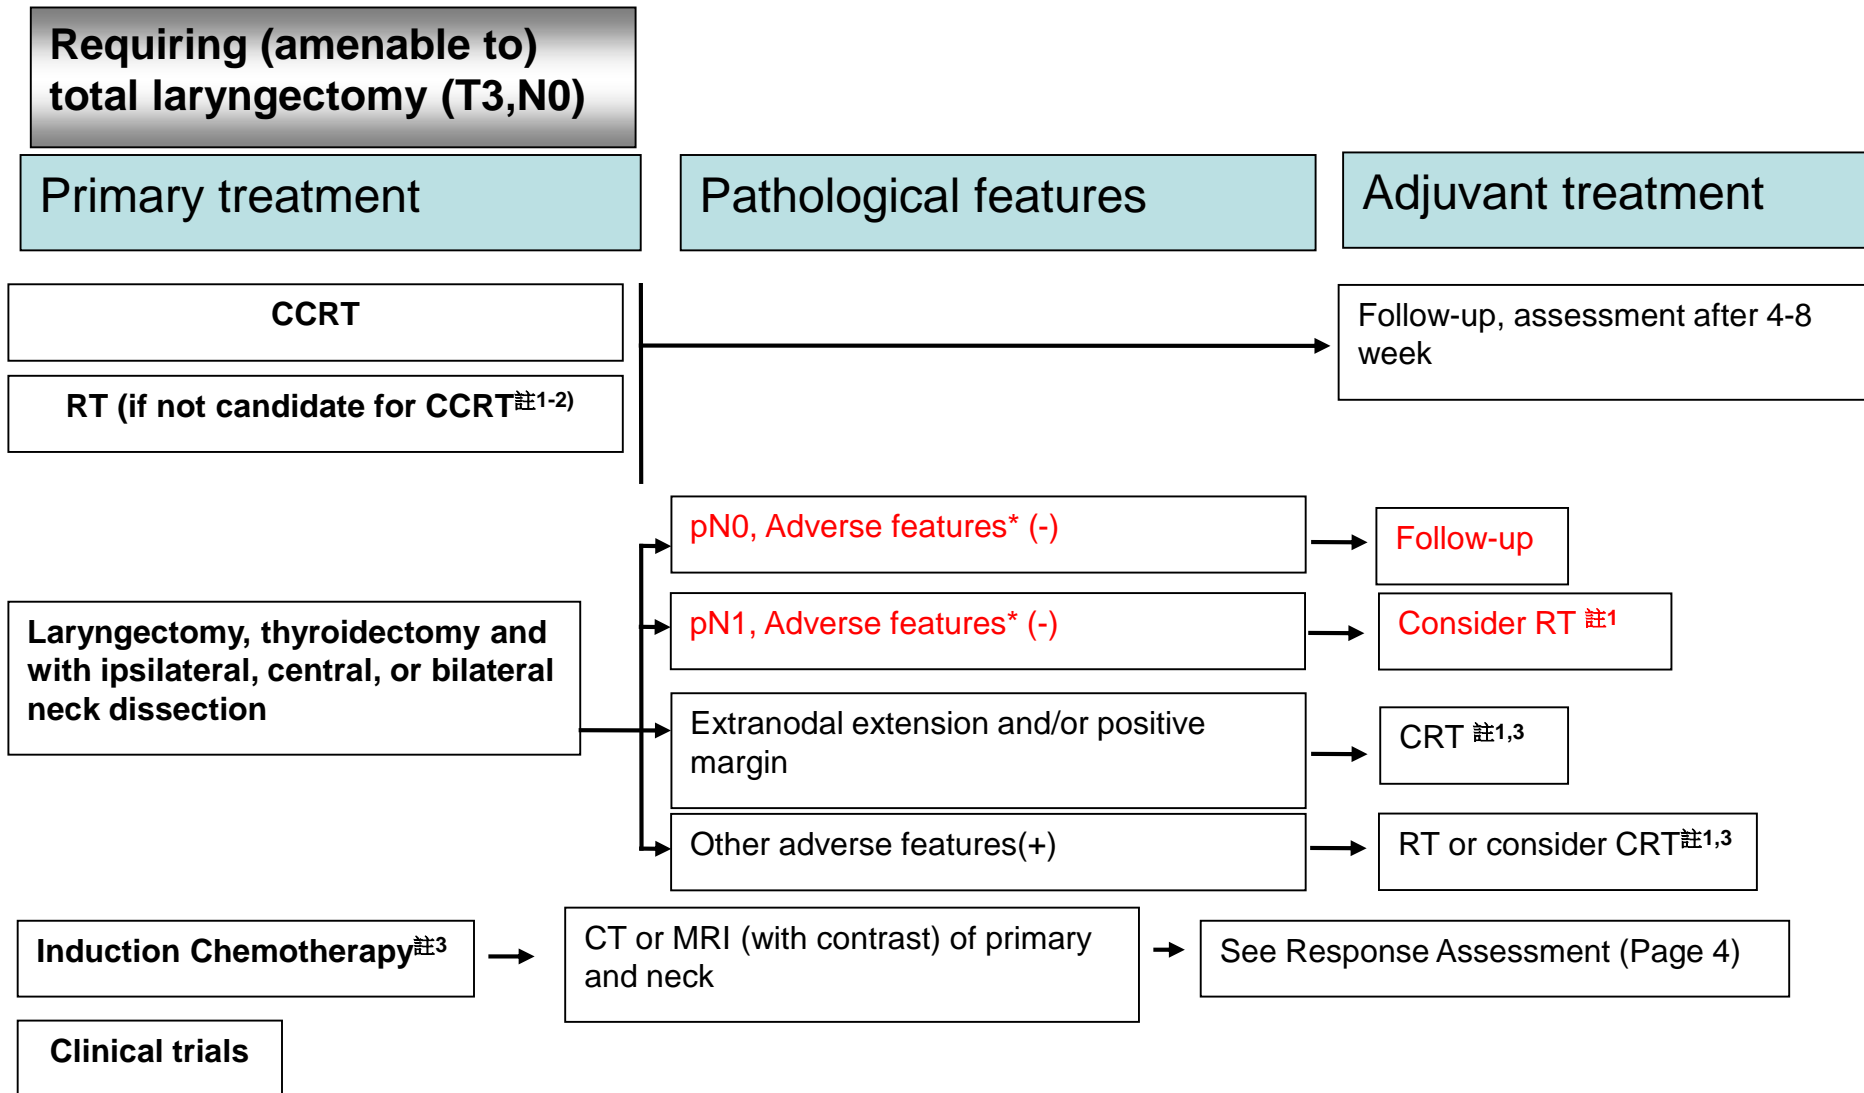 Requiring (amenable to)
total laryngectomy (T3,N0)
Primary treatment
Pathological features
Adjuvant treatment
CCRT
Follow-up, assessment after 4-8
week
RT (if not candidate for CCRT註1-2)
pN0, Adverse features* (-)
Follow-up
Laryngectomy, thyroidectomy and
with ipsilateral, central, or bilateral
neck dissection
pN1, Adverse features* (-)
Consider RT 註1
Extranodal extension and/or positive
margin
CRT 註1,3
Other adverse features(+)
RT or consider CRT註1,3
Induction Chemotherapy註3
CT or MRI (with contrast) of primary
and neck
See Response Assessment (Page 4)
Clinical trials